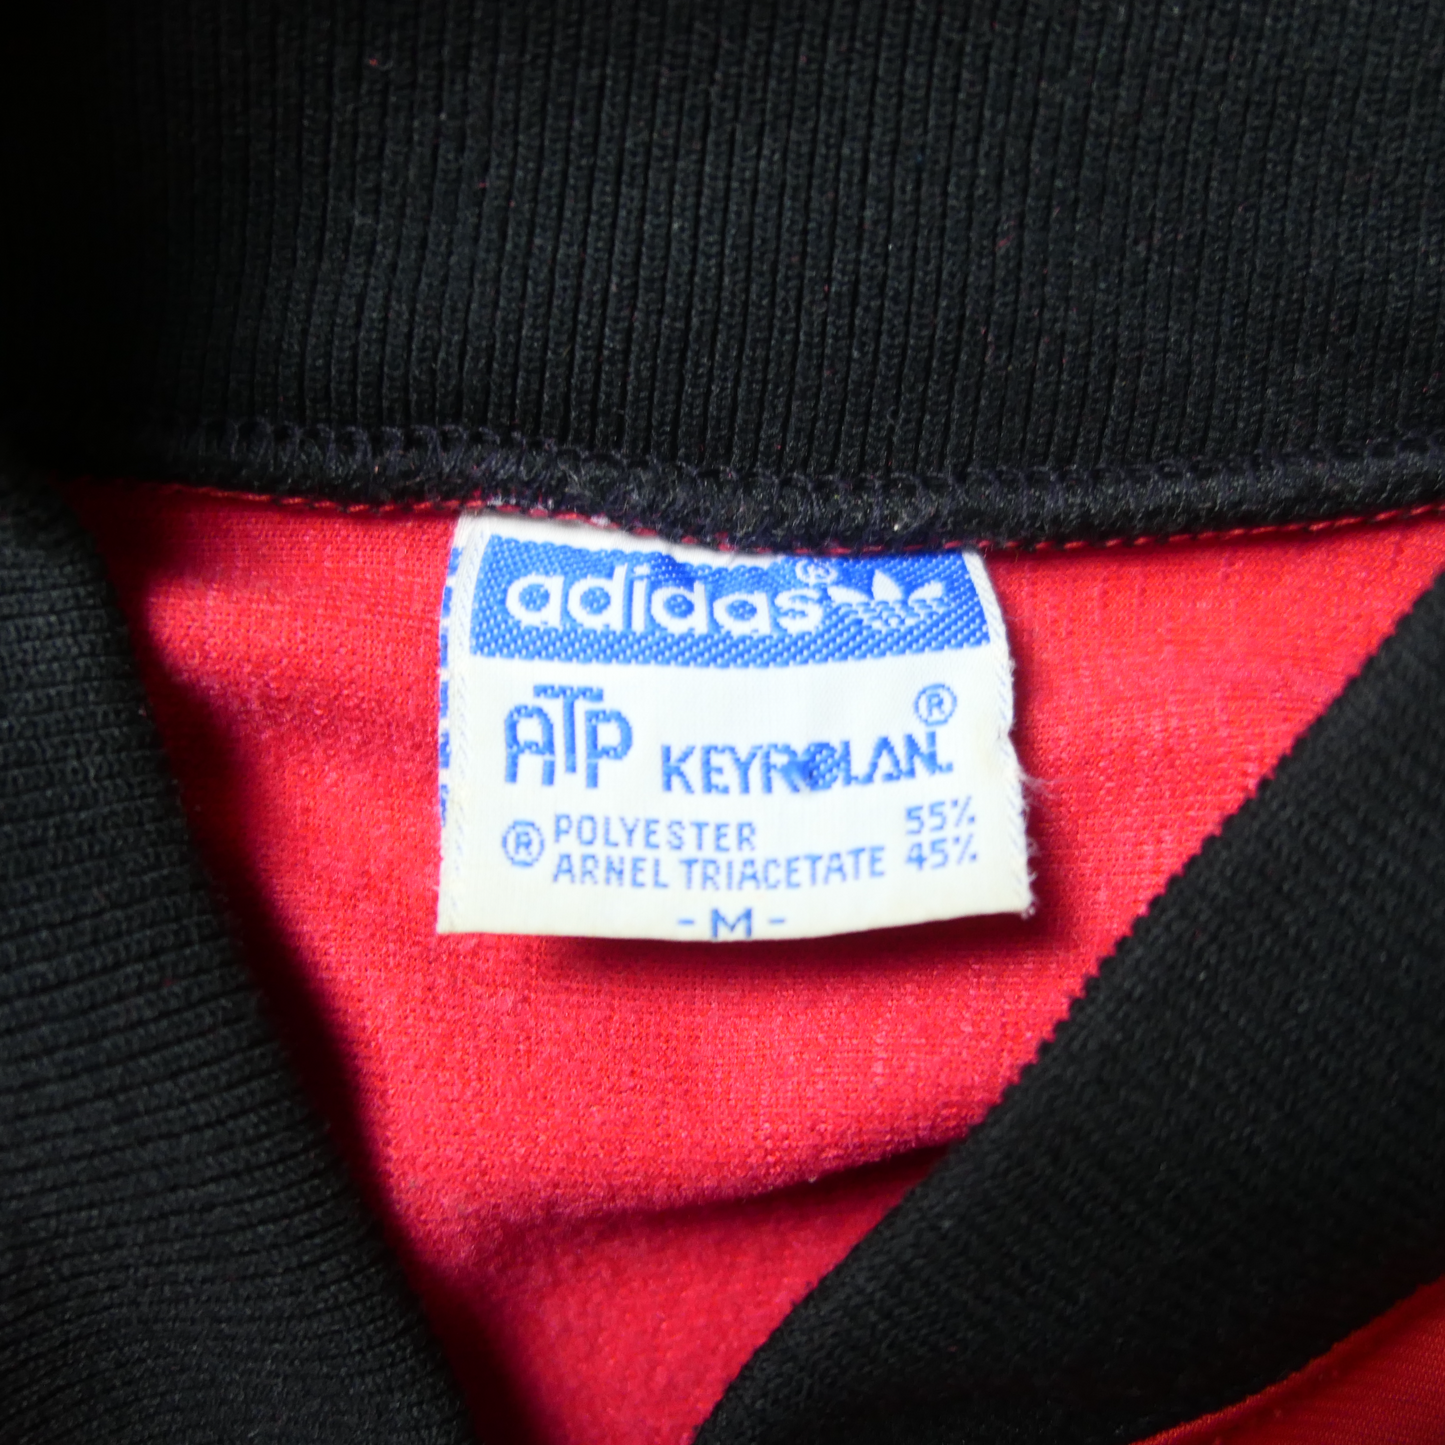 adidas®
ATP KEYROLAN.®
® POLYESTER 55%
ARNEL TRIACETATE 45%
- M -